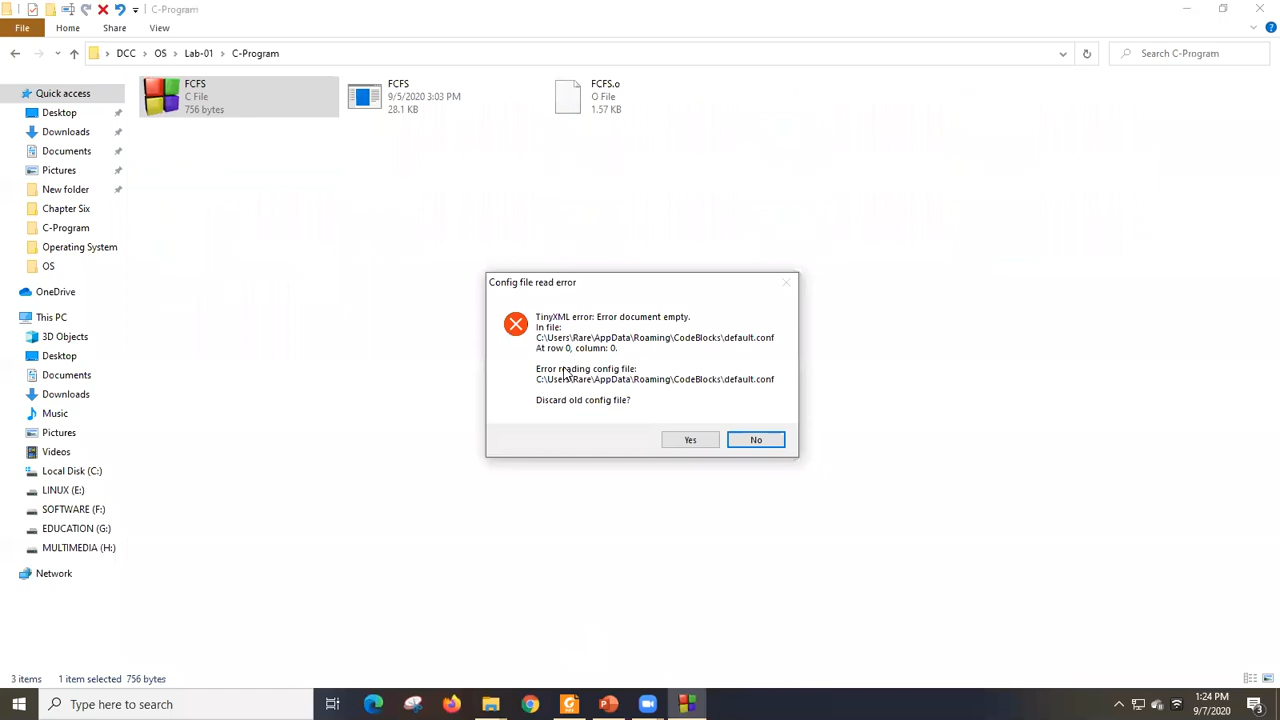 C-Program
File
Home
Share
View
DCC
OS
Lab-01
C-Program
Search C-Program
Quick access
Desktop
Downloads
Documents
Pictures
New folder
Chapter Six
C-Program
Operating System
OS
OneDrive
This PC
3D Objects
Desktop
Documents
Downloads
Music
Pictures
Videos
Local Disk (C:)
LINUX (E:)
SOFTWARE (F:)
EDUCATION (G:)
MULTIMEDIA (H:)
Network
FCFS
C File
756 bytes
FCFS
9/5/2020 3:03 PM
28.1 KB
FCFS.o
O File
1.57 KB
Config file read error
TinyXML error: Error document empty.
In file:
C:\Users\Rare\AppData\Roaming\CodeBlocks\default.conf
At row 0, column: 0.
Error reading config file:
C:\Users\Rare\AppData\Roaming\CodeBlocks\default.conf
Discard old config file?
Yes
No
3 items
1 item selected 756 bytes
Type here to search
1:24 PM
9/7/2020
3